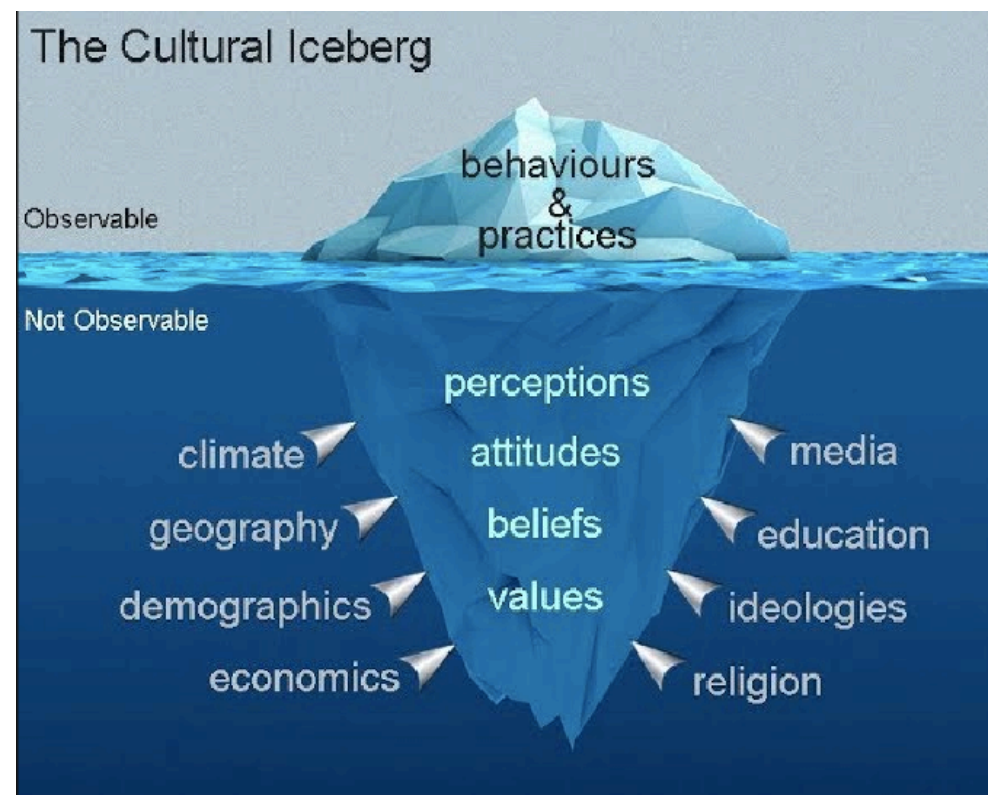 The Cultural Iceberg
behaviours
&
practices
Observable
Not Observable
perceptions
climate
attitudes
media
geography
beliefs
education
demographics
values
ideologies
economics
religion